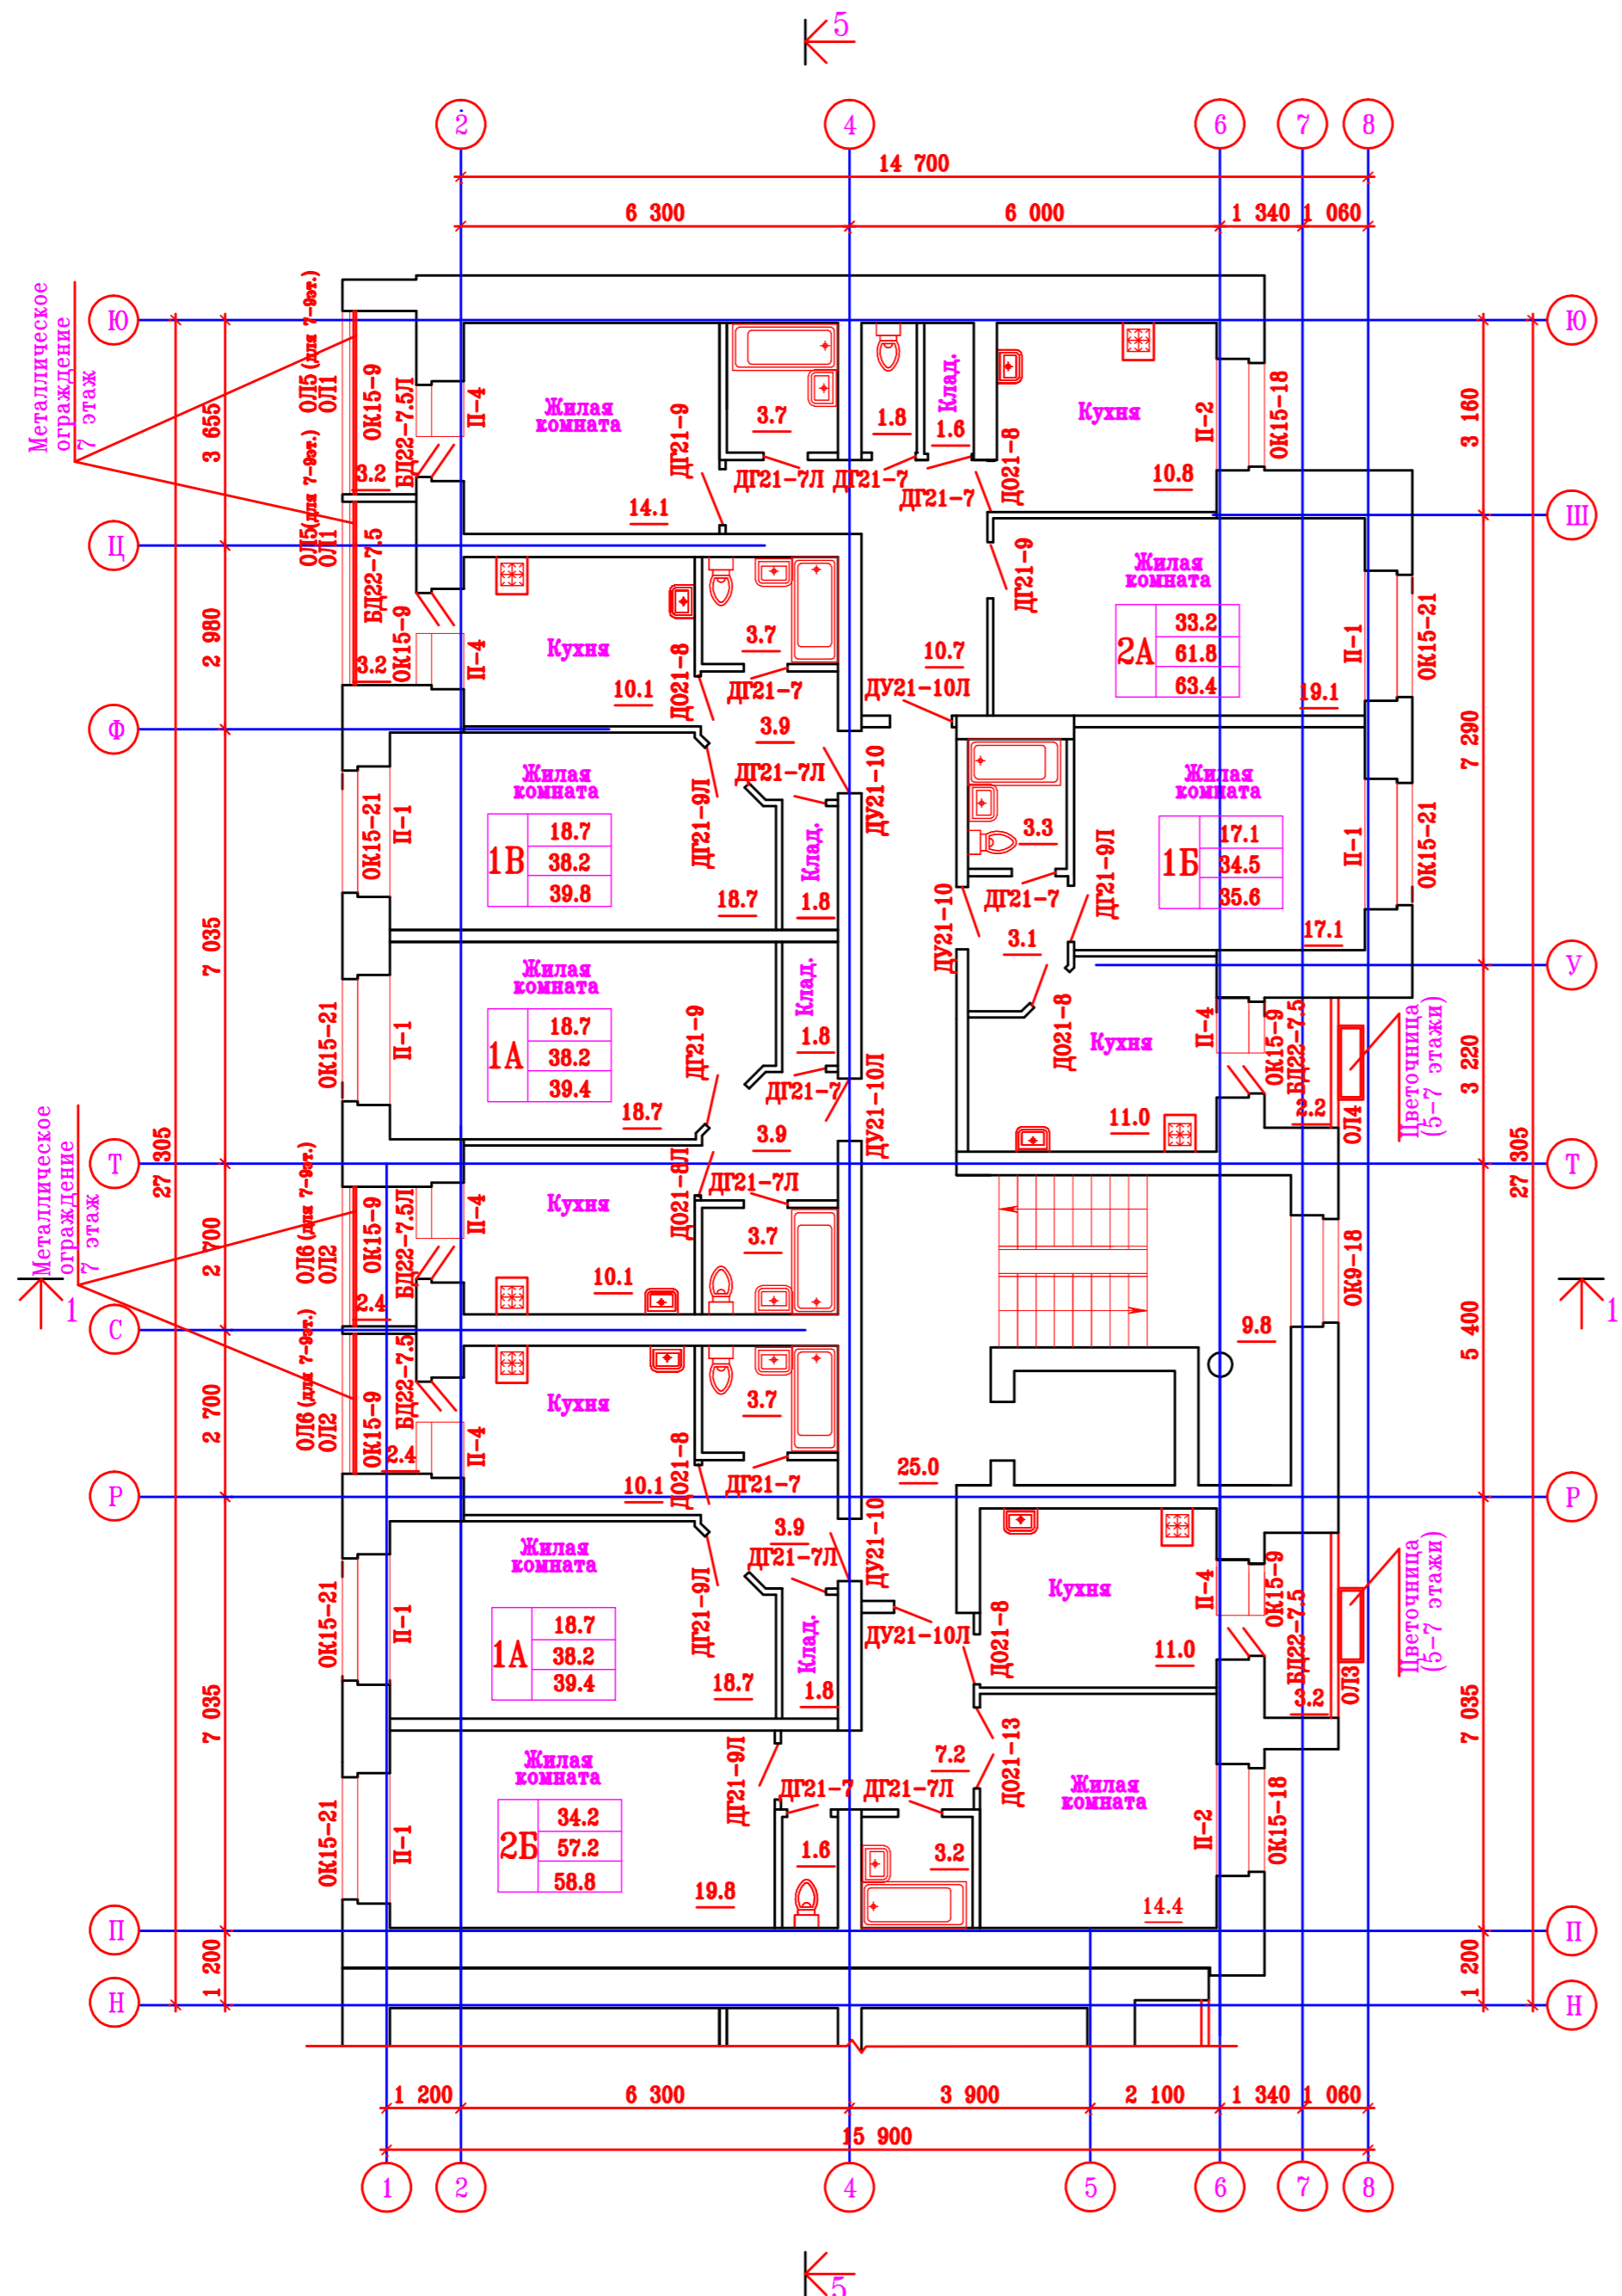 5
2
4
6
7
8
14 700
6 300
6 000
1 340
1 060
Металлическое
ограждение
7 этаж
Ю
Ю
3 655
3 160
ОЛ5 (для 7-9эт.)
ОЛ1
ОК15-9
3.2
БД22-7.5Л
П-4
Жилая
комната
14.1
ДГ21-9
3.7
ДГ21-7Л
1.8
ДГ21-7
Клад.
1.6
ДГ21-7
ДО21-8
Кухня
10.8
П-2
ОК15-18
Ц
Ш
ОЛ5(для 7-9эт.)
ОЛ1
БД22-7.5
3.2
ОК15-9
П-4
2 980
Кухня
10.1
ДО21-8
3.7
ДГ21-7
3.9
10.7
ДУ21-10Л
ДГ21-9
Жилая
комната
2А
33.2
61.8
63.4
19.1
П-1
ОК15-21
7 290
Ф
Жилая
комната
1В
18.7
38.2
39.8
18.7
ОК15-21
П-1
ДГ21-9Л
ДГ21-7Л
Клад.
1.8
ДУ21-10
3.3
ДГ21-7
ДГ21-9Л
Жилая
комната
1Б
17.1
34.5
35.6
17.1
П-1
ОК15-21
7 035
ДУ21-10
3.1
У
Жилая
комната
1А
18.7
38.2
39.4
18.7
ОК15-21
П-1
ДГ21-9
Клад.
1.8
ДГ21-7
ДУ21-10Л
3.9
ДО21-8
Кухня
11.0
П-4
ОК15-9
БД22-7.5
3.2
ОЛ4
Цветочница
(5-7 этажи)
3 220
27 305
27 305
Т
Т
Металлическое
ограждение
7 этаж
1
1
2 700
ОЛ6 (для 7-9эт.)
ОЛ2
ОК15-9
2.4
БД22-7.5Л
П-4
Кухня
10.1
ДО21-8Л
ДГ21-7Л
3.7
9.8
ОК9-18
5 400
С
2 700
ОЛ6 (для 7-9эт.)
ОЛ2
ОК15-9
2.4
БД22-7.5
П-4
Кухня
10.1
ДО21-8
3.7
ДГ21-7
25.0
Р
Р
3.9
ДУ21-10
Жилая
комната
1А
18.7
38.2
39.4
18.7
ОК15-21
П-1
ДГ21-9Л
ДГ21-7Л
Клад.
1.8
ДУ21-10Л
ДО21-8
Кухня
11.0
П-4
ОК15-9
БД22-7.5
3.2
ОЛ3
Цветочница
(5-7 этажи)
7 035
7 035
Жилая
комната
2Б
34.2
57.2
58.8
19.8
ОК15-21
П-1
ДГ21-9Л
ДГ21-7
1.6
ДГ21-7Л
3.2
7.2
ДО21-13
Жилая
комната
14.4
П-2
ОК15-18
П
П
1 200
1 200
Н
Н
1 200
6 300
3 900
2 100
1 340
1 060
15 900
1
2
4
5
6
7
8
5